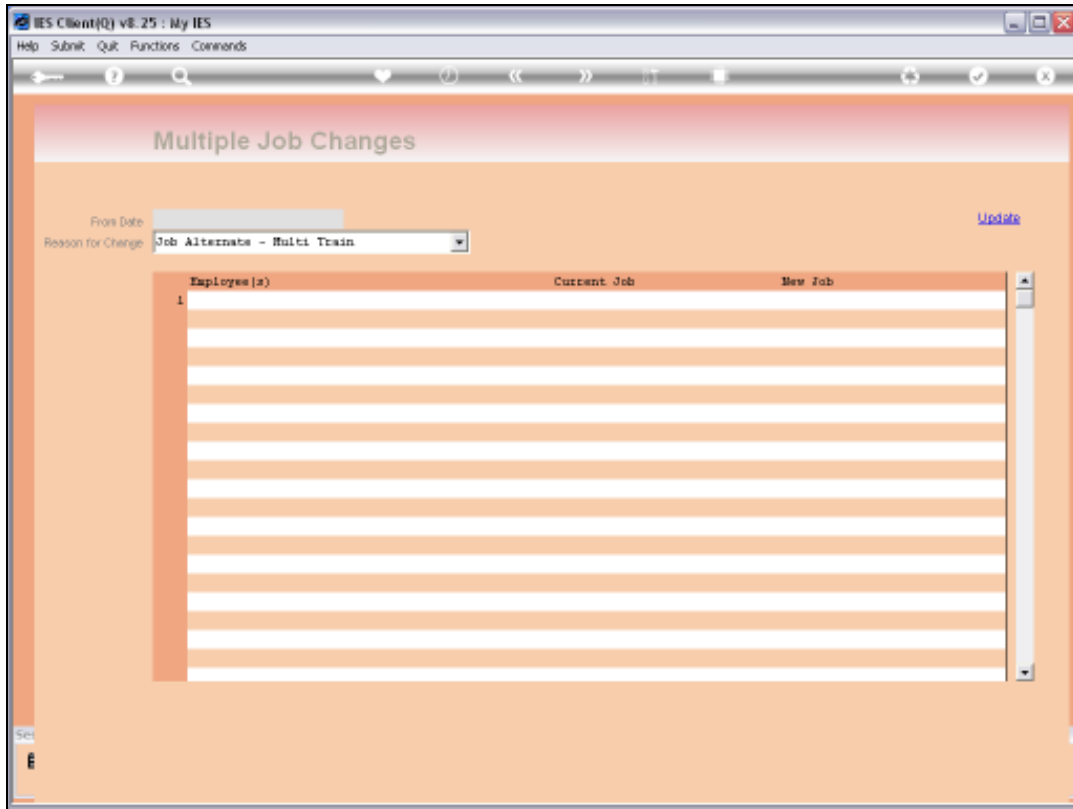 IES Client(Q) v8.25 : My IES
Help Submit Quit Functions Commands
Multiple Job Changes
From Date
Update
Reason for Change Job Alternate - Multi Train
Employee(s) Current Job New Job
1